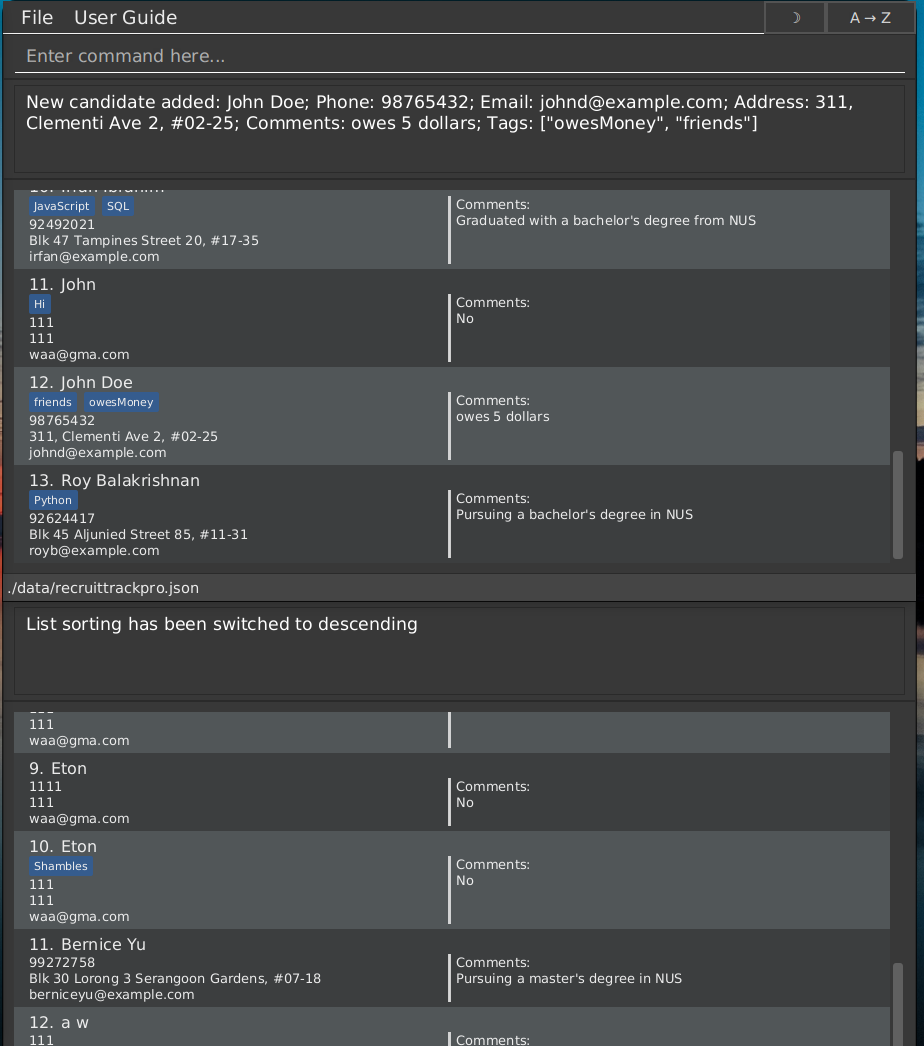 File User Guide ☽ A → Z
Enter command here...
New candidate added: John Doe; Phone: 98765432; Email: johnd@example.com; Address: 311,
Clementi Ave 2, #02-25; Comments: owes 5 dollars; Tags: ["owesMoney", "friends"]
JavaScript SQL
92492021
Blk 47 Tampines Street 20, #17-35
irfan@example.com
Comments:
Graduated with a bachelor's degree from NUS
11. John
Hi
111
111
waa@gma.com
Comments:
No
12. John Doe
friends owesMoney
98765432
311, Clementi Ave 2, #02-25
johnd@example.com
Comments:
owes 5 dollars
13. Roy Balakrishnan
Python
92624417
Blk 45 Aljunied Street 85, #11-31
royb@example.com
Comments:
Pursuing a bachelor's degree in NUS
./data/recruittrackpro.json
List sorting has been switched to descending
111
waa@gma.com
9. Eton
1111
111
waa@gma.com
Comments:
No
10. Eton
Shambles
111
111
waa@gma.com
Comments:
No
11. Bernice Yu
99272758
Blk 30 Lorong 3 Serangoon Gardens, #07-18
berniceyu@example.com
Comments:
Pursuing a master's degree in NUS
12. a w
111
Comments: